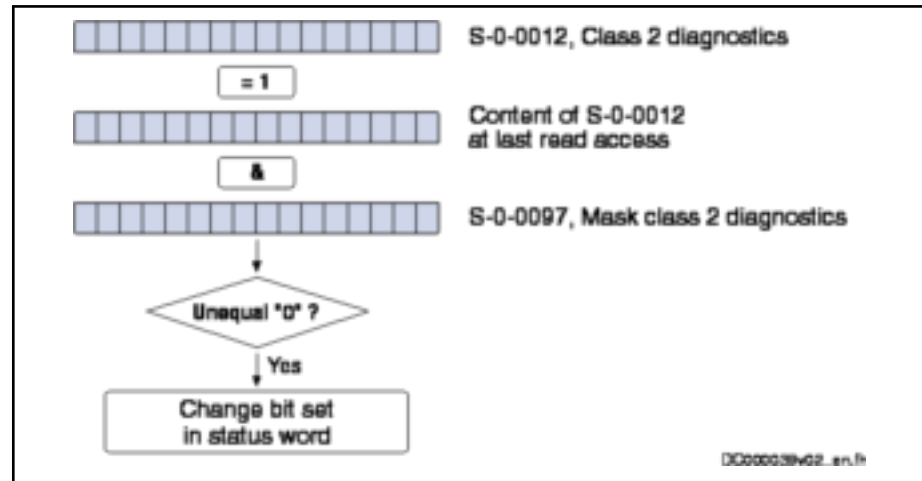 S-0-0012, Class 2 diagnostics
= 1
Content of S-0-0012
at last read access
&
S-0-0097, Mask class 2 diagnostics
Unequal "0" ?
Yes
Change bit set
in status word